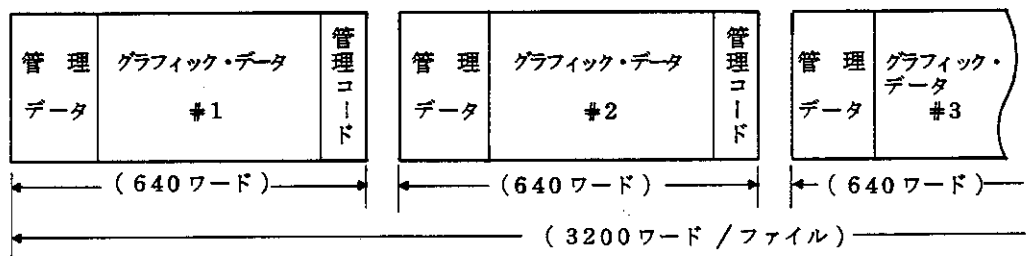 管理データ
グラフィック・データ
#1
管理コード
管理データ
グラフィック・データ
#2
管理コード
管理データ
グラフィック・データ
#3
(640ワード)
(640ワード)
(640ワード)
(3200ワード/ファイル)